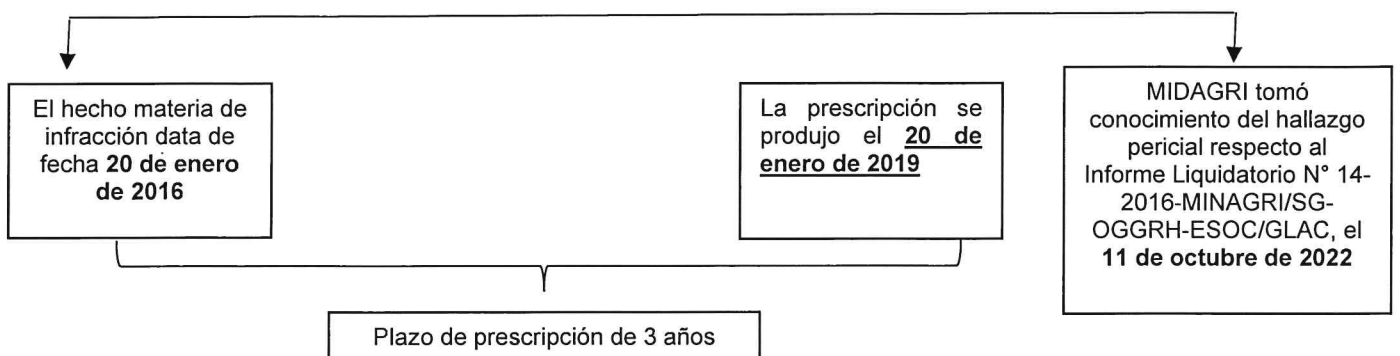 El hecho materia de
infracción data de
fecha 20 de enero
de 2016
La prescripción se
produjo el 20 de
enero de 2019
MIDAGRI tomó
conocimiento del hallazgo
pericial respecto al
Informe Liquidatorio N° 14-
2016-MINAGRI/SG-
OGGRH-ESOC/GLAC, el
11 de octubre de 2022
Plazo de prescripción de 3 años